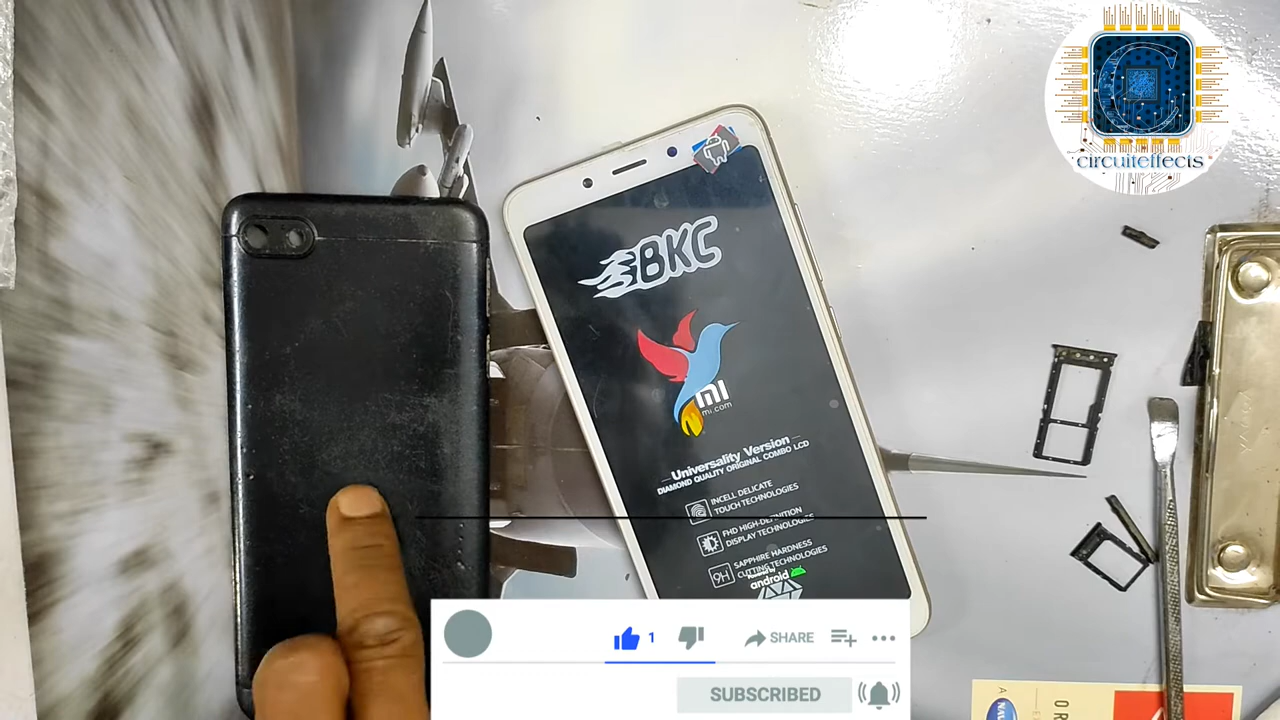 circuiteffects
BKC
mi
mi.com
Universality Version
DIAMOND QUALITY ORIGINAL COMBO LCD
INCELL DELICATE
TOUCH TECHNOLOGIES
FHD HIGH-DEFINITION
DISPLAY TECHNOLOGIES
9H
SAPPHIRE HARDNESS
CUTTING TECHNOLOGIES
android
1
SHARE
SUBSCRIBED
A